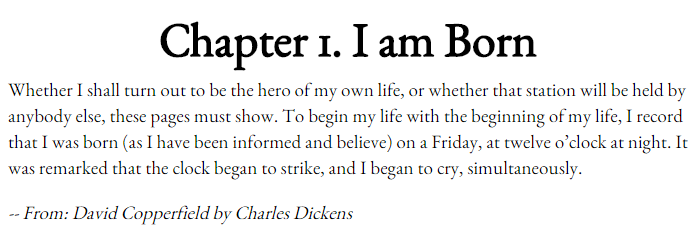 Chapter 1. I am Born
Whether I shall turn out to be the hero of my own life, or whether that station will be held by
anybody else, these pages must show. To begin my life with the beginning of my life, I record
that I was born (as I have been informed and believe) on a Friday, at twelve o’clock at night. It
was remarked that the clock began to strike, and I began to cry, simultaneously.
-- From: David Copperfield by Charles Dickens